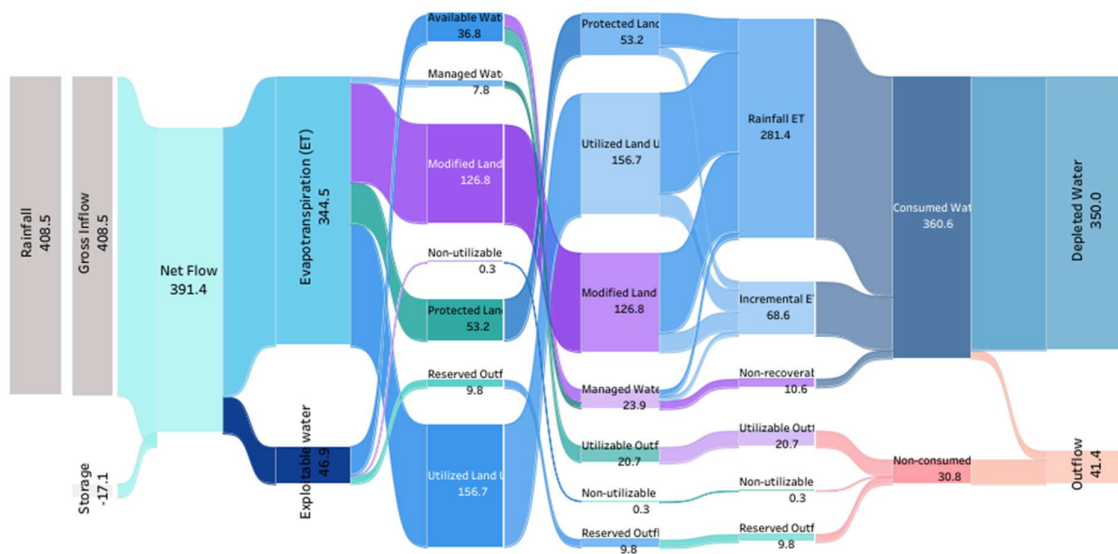 Rainfall
408.5
Gross Inflow
408.5
Storage
-17.1
Net Flow
391.4
Evapotranspiration (ET)
344.5
Exploitable water
46.9
Available Wat
36.8
Managed Wat
7.8
Modified Land
126.8
Non-utilizable
0.3
Protected Land
53.2
Reserved Outf
9.8
Utilized Land U
156.7
Protected Land
53.2
Utilized Land U
156.7
Modified Land
126.8
Managed Wate
23.9
Utilizable Outf
20.7
Non-utilizable
0.3
Reserved Outfl
9.8
Rainfall ET
281.4
Incremental ET
68.6
Non-recoverat
10.6
Utilizable Outf
20.7
Non-utilizable
0.3
Reserved Outf
9.8
Consumed Wat
360.6
Non-consumed
30.8
Depleted Water
350.0
Outflow
41.4